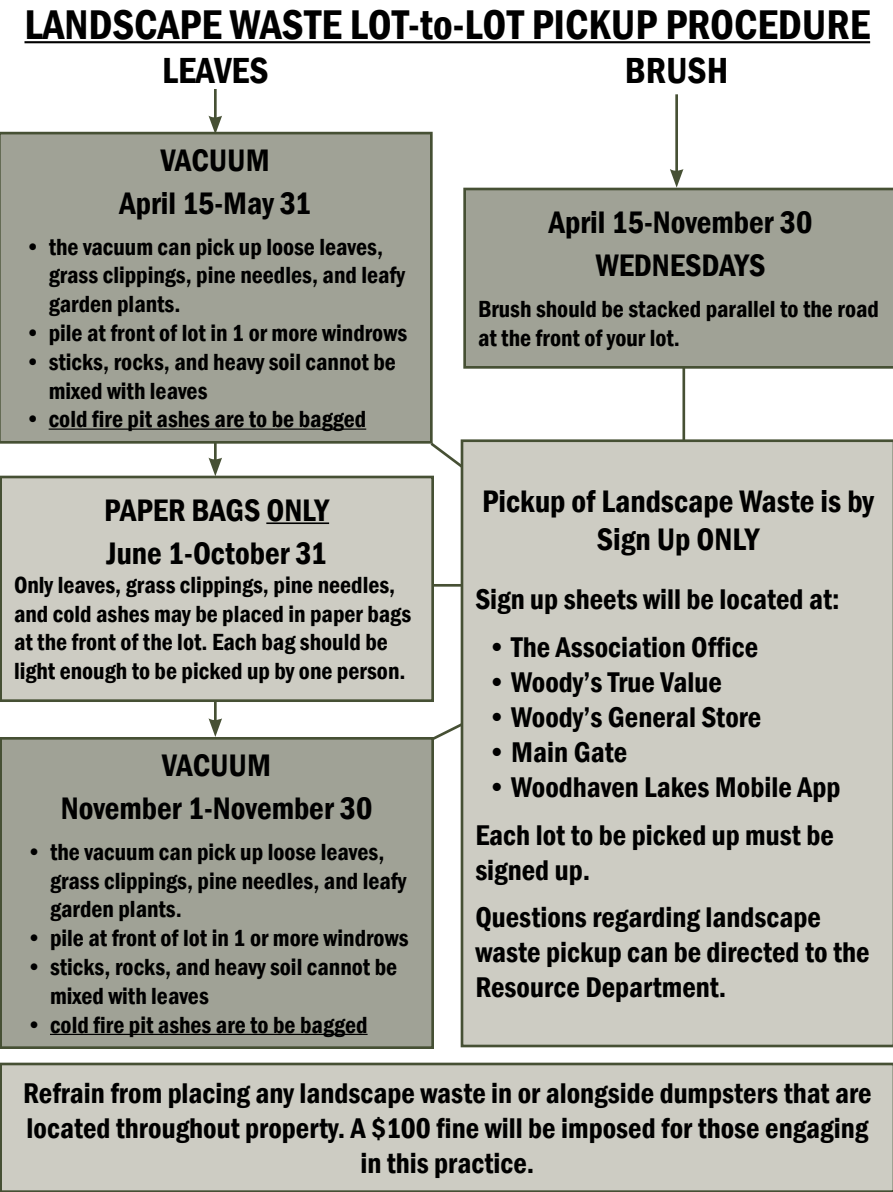 LANDSCAPE WASTE LOT-to-LOT PICKUP PROCEDURE
LEAVES
VACUUM
April 15-May 31
• the vacuum can pick up loose leaves,
grass clippings, pine needles, and leafy
garden plants.
• pile at front of lot in 1 or more windrows
• sticks, rocks, and heavy soil cannot be
mixed with leaves
• cold fire pit ashes are to be bagged
PAPER BAGS ONLY
June 1-October 31
Only leaves, grass clippings, pine needles,
and cold ashes may be placed in paper bags
at the front of the lot. Each bag should be
light enough to be picked up by one person.
VACUUM
November 1-November 30
• the vacuum can pick up loose leaves,
grass clippings, pine needles, and leafy
garden plants.
• pile at front of lot in 1 or more windrows
• sticks, rocks, and heavy soil cannot be
mixed with leaves
• cold fire pit ashes are to be bagged
BRUSH
April 15-November 30
WEDNESDAYS
Brush should be stacked parallel to the road
at the front of your lot.
Pickup of Landscape Waste is by
Sign Up ONLY
Sign up sheets will be located at:
• The Association Office
• Woody's True Value
• Woody's General Store
• Main Gate
• Woodhaven Lakes Mobile App
Each lot to be picked up must be
signed up.
Questions regarding landscape
waste pickup can be directed to the
Resource Department.
Refrain from placing any landscape waste in or alongside dumpsters that are
located throughout property. A $100 fine will be imposed for those engaging
in this practice.